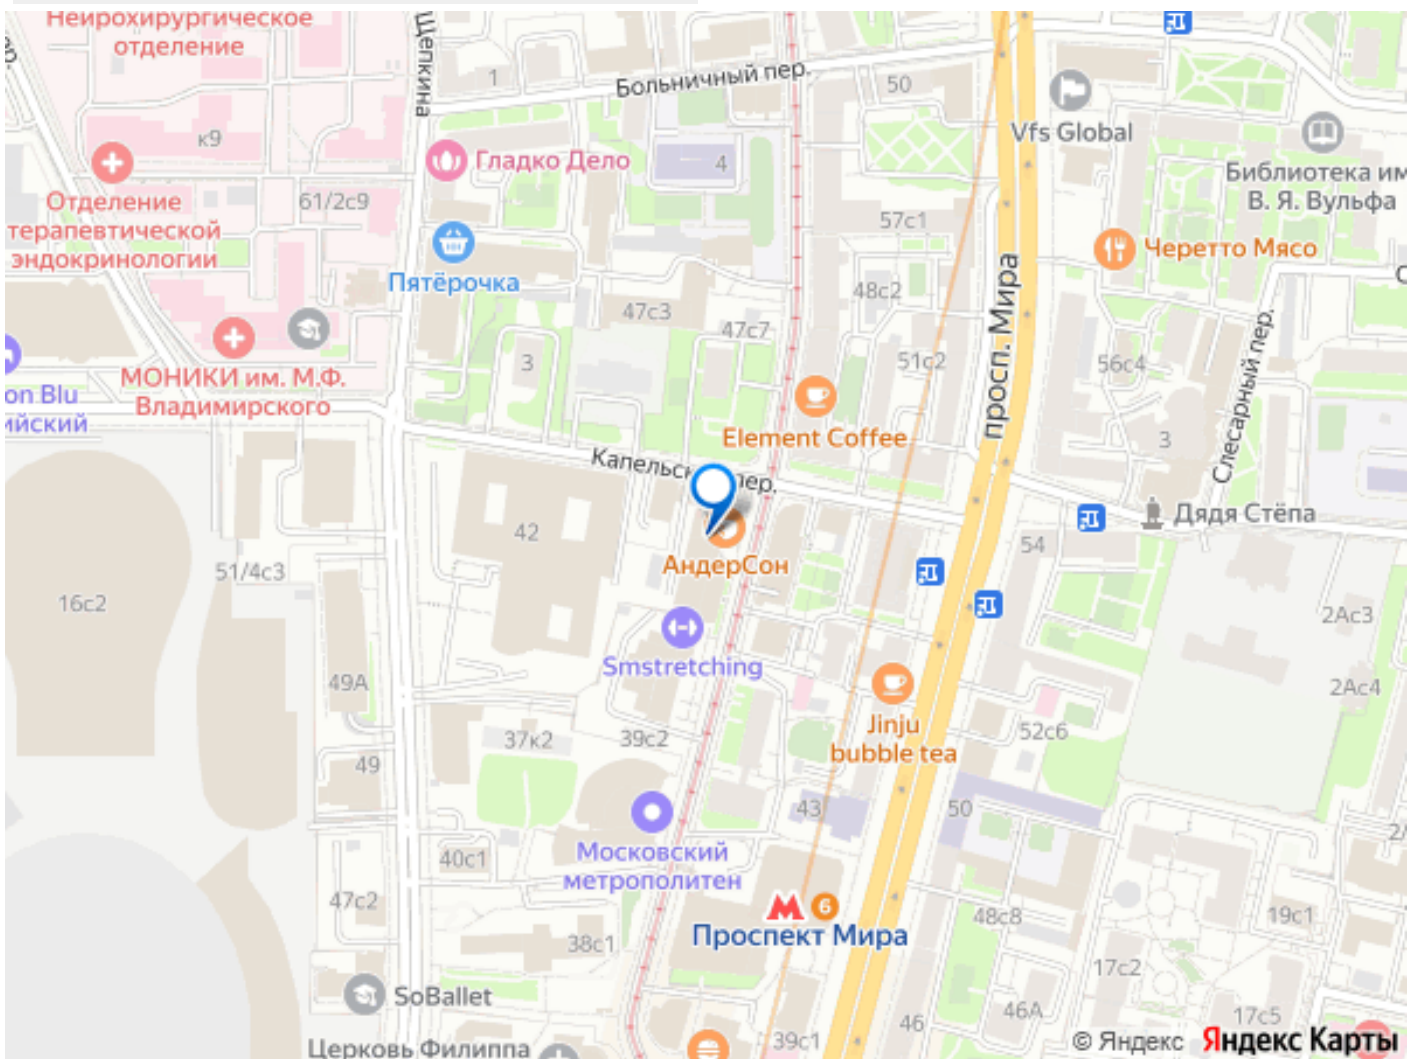 Нейрохирургическое
отделение
Щепкина
1
Больничный пер.
50
Vfs Global
Библиотека им
В. Я. Вульфа
к9
Гладко Дело
4
Отделение
терапевтической
эндокринологии
61/2с9
57с1
Черетто Мясо
Пятёрочка
48с2
47с3
47с7
просп. Мира
3
51с2
56с4
Слесарный пер.
МОНИКИ им. М.Ф.
Владимирского
on Blu
ийский
Element Coffee
3
42
Дядя Стёпа
АндерСон
54
51/4с3
16с2
2Ас3
Smstretching
49А
2Ас4
Jinju
bubble tea
37к2
39с2
52с6
49
43
50
Московский
метрополитен
40с1
6
Проспект Мира
47с2
38с1
48с8
19с1
17с2
SoBallet
46А
46
17с5
39с1
Церковь Филиппа
© Яндекс Яндекс Карты